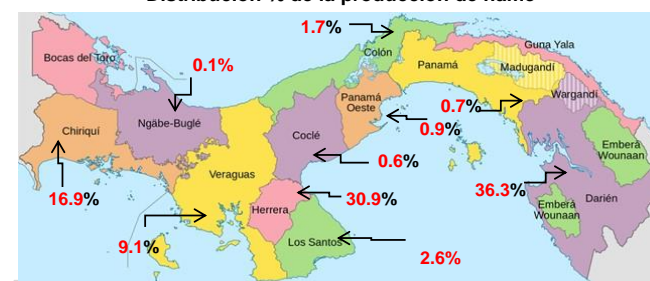 Distribución % de la producción de ñame
1.7%
Colón
Guna Yala
Bocas del Toro
0.1%
Panamá
Madugandí
Wargandí
Panamá
Oeste
0.7%
Chiriquí
Ngäbe-Buglé
Coclé
0.9%
Emberá
Wounaan
0.6%
Veraguas
16.9%
30.9%
36.3%
Darién
Herrera
Emberá
Wounaan
9.1%
Los Santos
2.6%